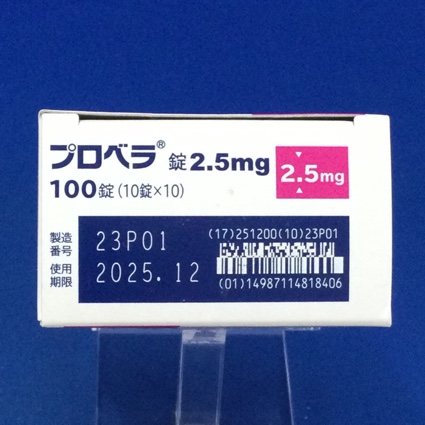 プロベラ® 錠 2.5mg
2.5mg
100錠 (10錠×10)
製造番号 23P01
使用期限 2025.12
(17)251200(10)23P01
(01)14987114818406